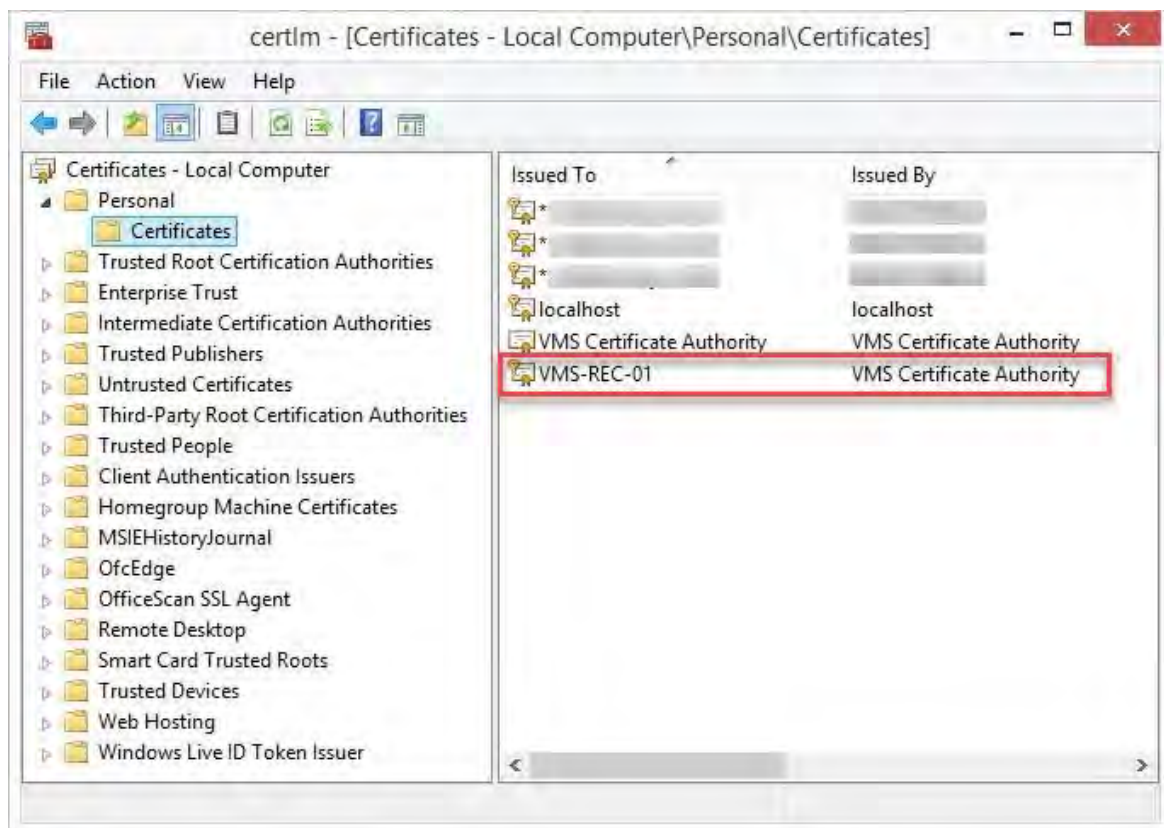 certlm - [Certificates - Local Computer\Personal\Certificates]
File Action View Help
Certificates - Local Computer
Personal
Certificates
Trusted Root Certification Authorities
Enterprise Trust
Intermediate Certification Authorities
Trusted Publishers
Untrusted Certificates
Third-Party Root Certification Authorities
Trusted People
Client Authentication Issuers
Homegroup Machine Certificates
MSIEHistoryJournal
OfcEdge
OfficeScan SSL Agent
Remote Desktop
Smart Card Trusted Roots
Trusted Devices
Web Hosting
Windows Live ID Token Issuer
Issued To Issued By
*
*
*
localhost localhost
VMS Certificate Authority VMS Certificate Authority
VMS-REC-01 VMS Certificate Authority